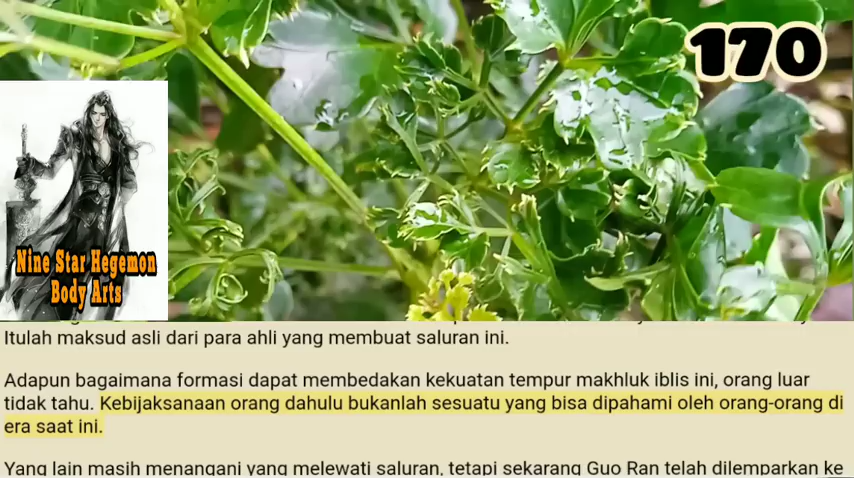 170
Nine Star Hegemon
Body Arts
Itulah maksud asli dari para ahli yang membuat saluran ini.
Adapun bagaimana formasi dapat membedakan kekuatan tempur makhluk iblis ini, orang luar
tidak tahu. Kebijaksanaan orang dahulu bukanlah sesuatu yang bisa dipahami oleh orang-orang di
era saat ini.
Yang lain masih menangani yang melewati saluran, tetapi sekarang Guo Ran telah dilemparkan ke